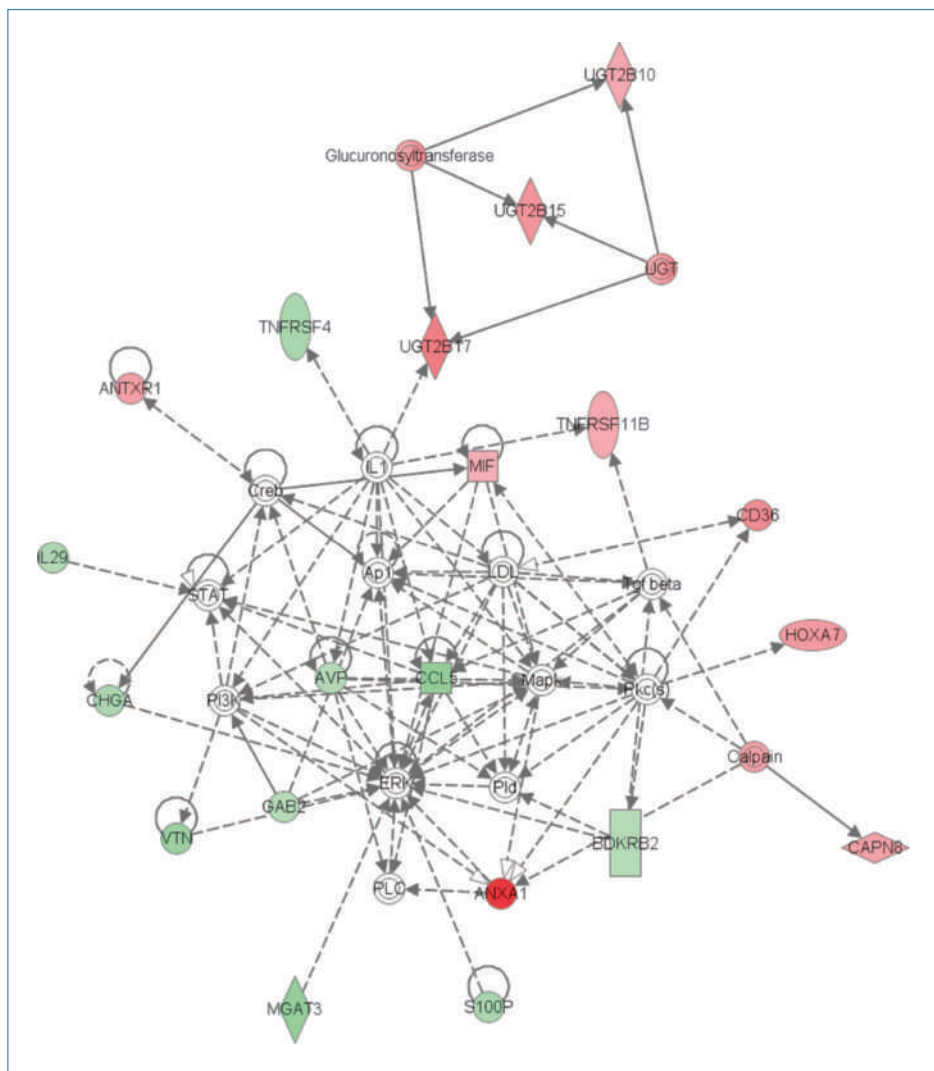 UGT2B10
Glucuronosyltransferase
UGT2B15
UGT
TNFRSF4
UGT2B17
ANTXR1
TNFRSF11B
IL1
MIF
Creb
CD36
IL29
Ap1
LDL
Tgf beta
STAT
HOXA7
AVP
CCL5
Mapk
Pkc(s)
CHGA
PI3K
Calpain
ERK
Pld
GAB2
VTN
BDKRB2
CAPN8
PLC
ANXA1
MGAT3
S100P